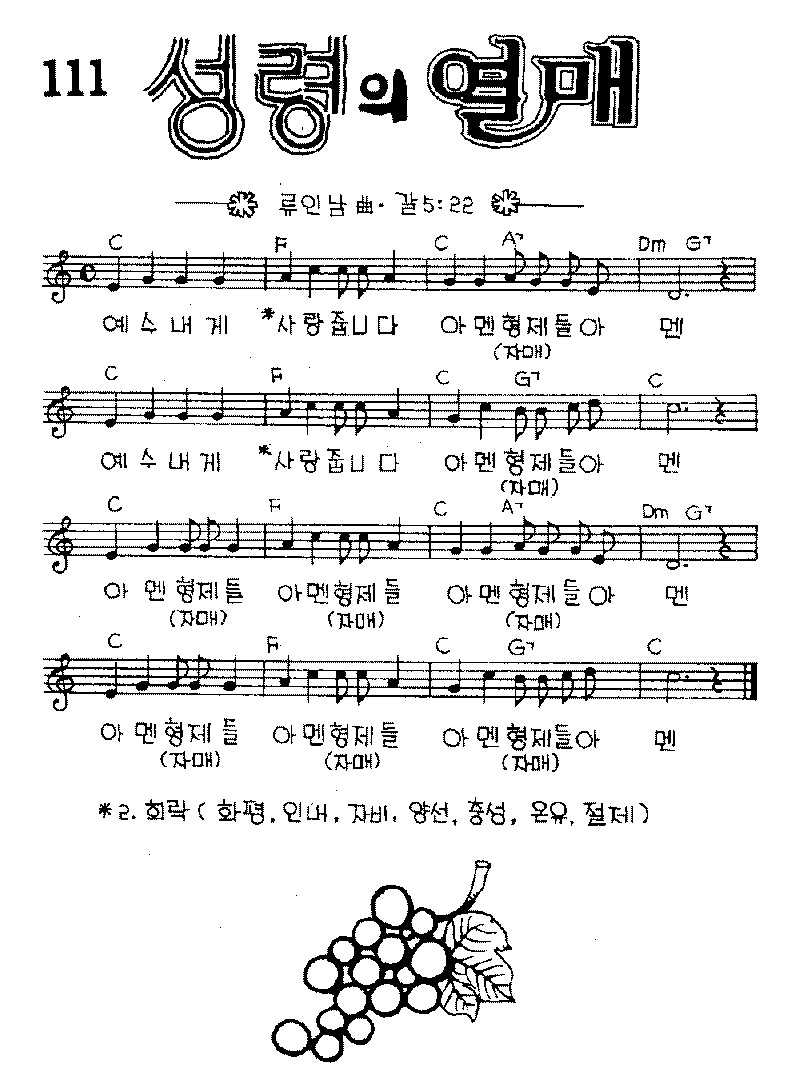 111 성령의 열매
류인남 曲· 갈5:22
C F C A7 Dm G7
예수내게 *사랑줍니다 아멘형제들아 멘
(자매)
C F C G7 C
예수내게 *사랑줍니다 아멘형제들아 멘
(자매)
C F C A7 Dm G7
아멘형제들 아멘형제들 아멘형제들아 멘
(자매) (자매) (자매)
C F C G7 C
아멘형제들 아멘형제들 아멘형제들아 멘
(자매) (자매) (자매)
*2. 희락 ( 화평, 인내, 자비, 양선, 충성, 온유, 절제 )